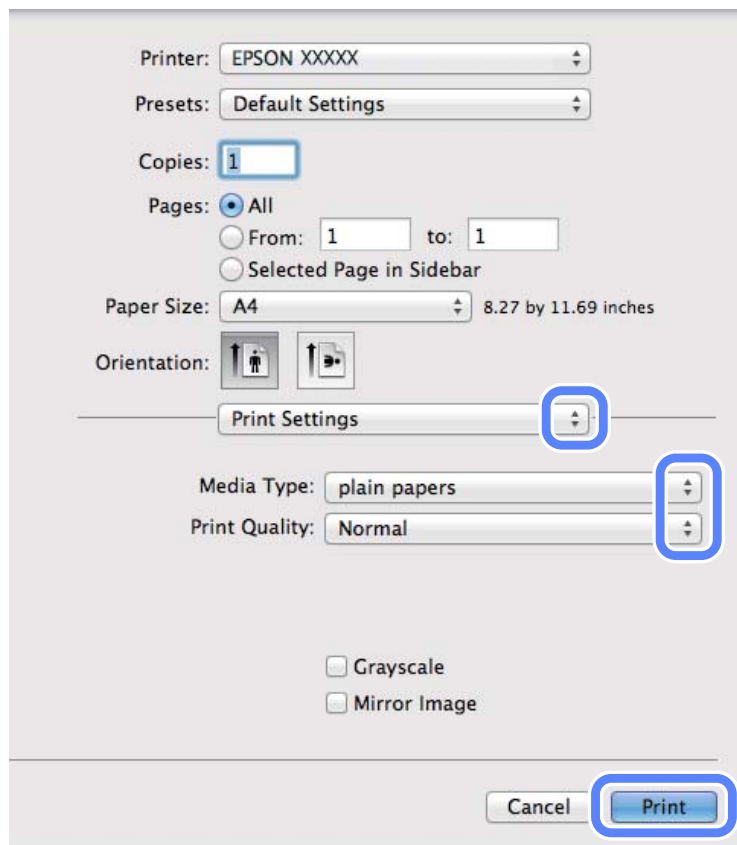 Printer: EPSON XXXXX
Presets: Default Settings
Copies: 1
Pages: All
From: 1 to: 1
Selected Page in Sidebar
Paper Size: A4 8.27 by 11.69 inches
Orientation:
Print Settings
Media Type: plain papers
Print Quality: Normal
Grayscale
Mirror Image
Cancel Print